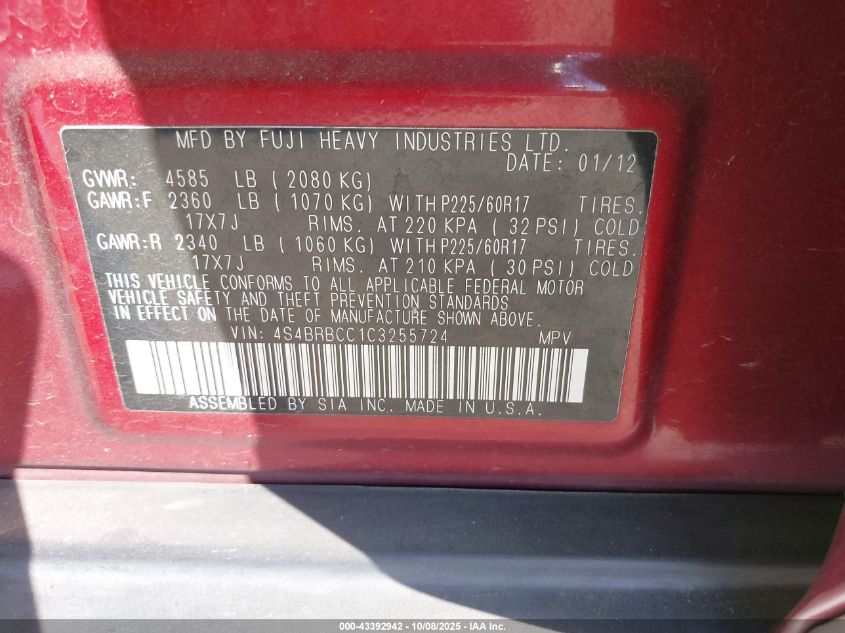 MFD BY FUJI HEAVY INDUSTRIES LTD.
DATE: 01/12
GVWR: 4585 LB ( 2080 KG)
GAWR:F 2360 LB ( 1070 KG) WITH P225/60R17 TIRES.
17X7J RIMS. AT 220 KPA ( 32 PSI) COLD
GAWR:R 2340 LB ( 1060 KG) WITH P225/60R17 TIRES.
17X7J RIMS. AT 210 KPA ( 30 PSI) COLD
THIS VEHICLE CONFORMS TO ALL APPLICABLE FEDERAL MOTOR
VEHICLE SAFETY AND THEFT PREVENTION STANDARDS
IN EFFECT ON THE DATE OF MANUFACTURE SHOWN ABOVE.
VIN: 4S4BRBCC1C3255724 MPV
ASSEMBLED BY SIA INC. MADE IN U.S.A.
000-43392942 - 10/08/2025 - IAA Inc.